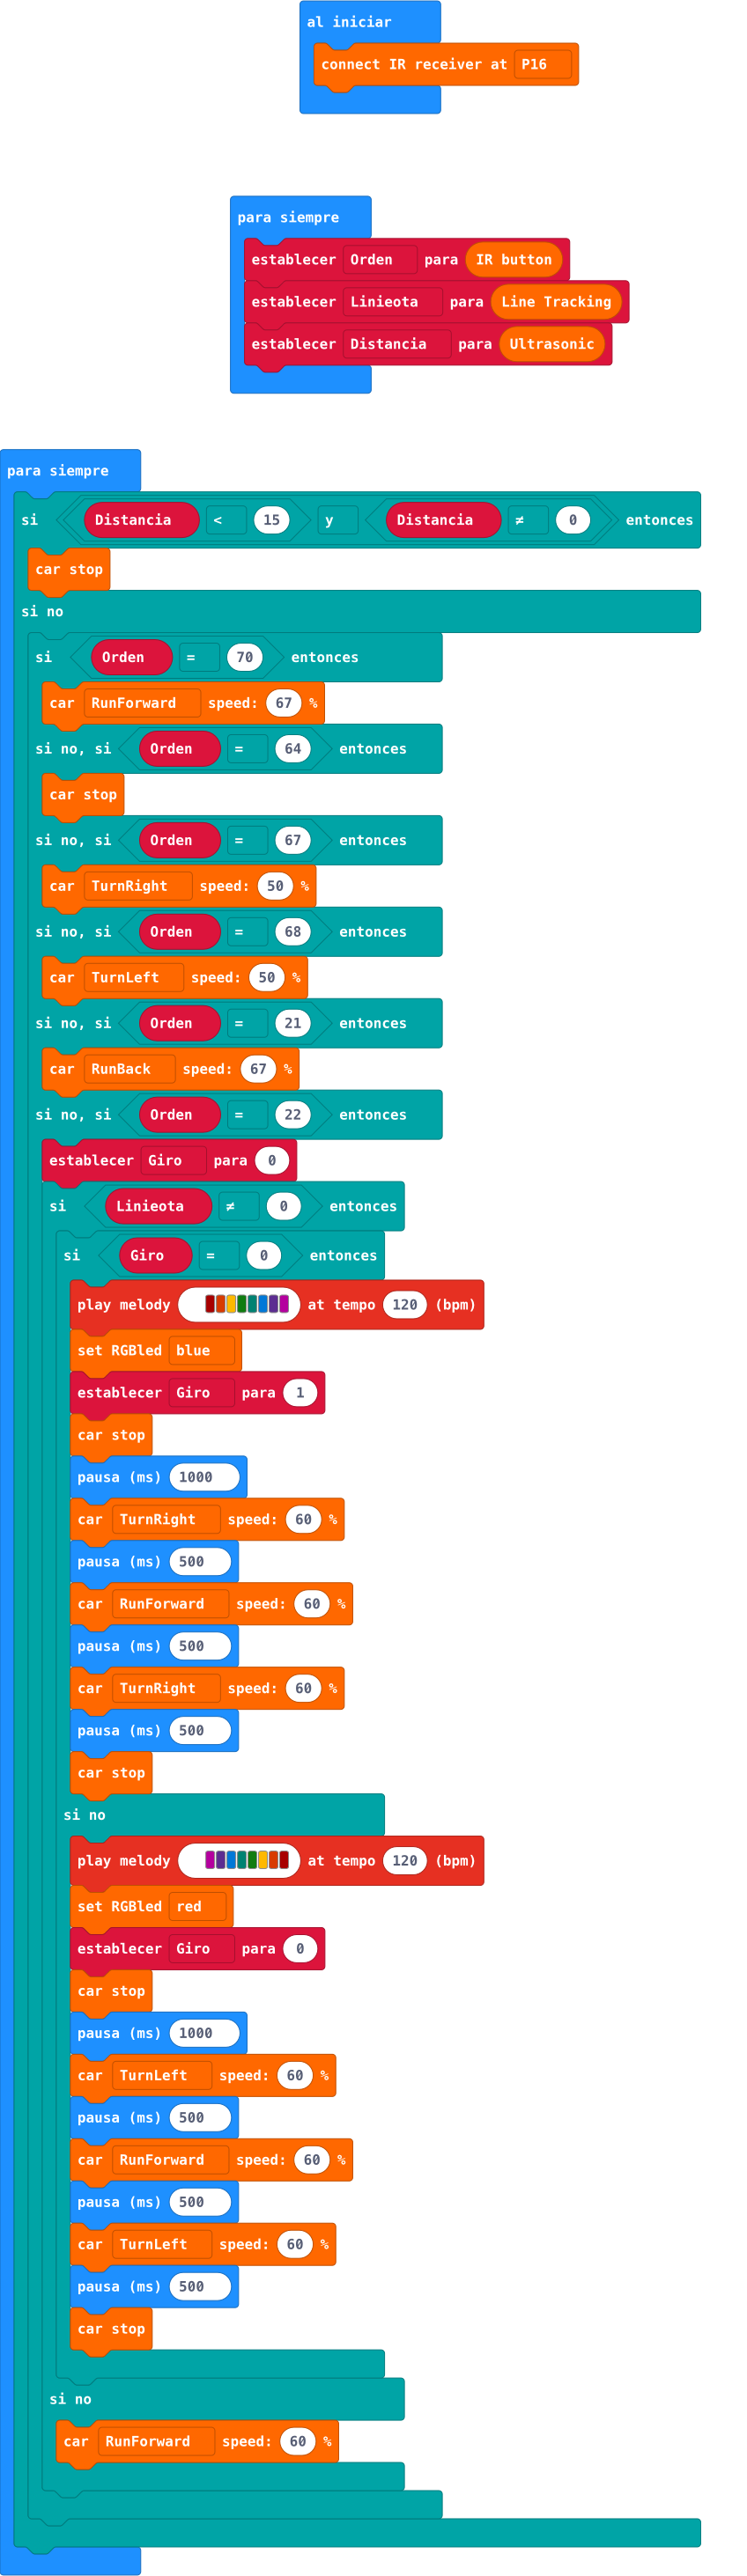 al iniciar
connect IR receiver at P16
para siempre
establecer Orden para IR button
establecer Linieota para Line Tracking
establecer Distancia para Ultrasonic
para siempre
si Distancia < 15 y Distancia ≠ 0 entonces
car stop
si no
si Orden = 70 entonces
car RunForward speed: 67 %
si no, si Orden = 64 entonces
car stop
si no, si Orden = 67 entonces
car TurnRight speed: 50 %
si no, si Orden = 68 entonces
car TurnLeft speed: 50 %
si no, si Orden = 21 entonces
car RunBack speed: 67 %
si no, si Orden = 22 entonces
establecer Giro para 0
si Linieota ≠ 0 entonces
si Giro = 0 entonces
play melody at tempo 120 (bpm)
set RGBled blue
establecer Giro para 1
car stop
pausa (ms) 1000
car TurnRight speed: 60 %
pausa (ms) 500
car RunForward speed: 60 %
pausa (ms) 500
car TurnRight speed: 60 %
pausa (ms) 500
car stop
si no
play melody at tempo 120 (bpm)
set RGBled red
establecer Giro para 0
car stop
pausa (ms) 1000
car TurnLeft speed: 60 %
pausa (ms) 500
car RunForward speed: 60 %
pausa (ms) 500
car TurnLeft speed: 60 %
pausa (ms) 500
car stop
si no
car RunForward speed: 60 %